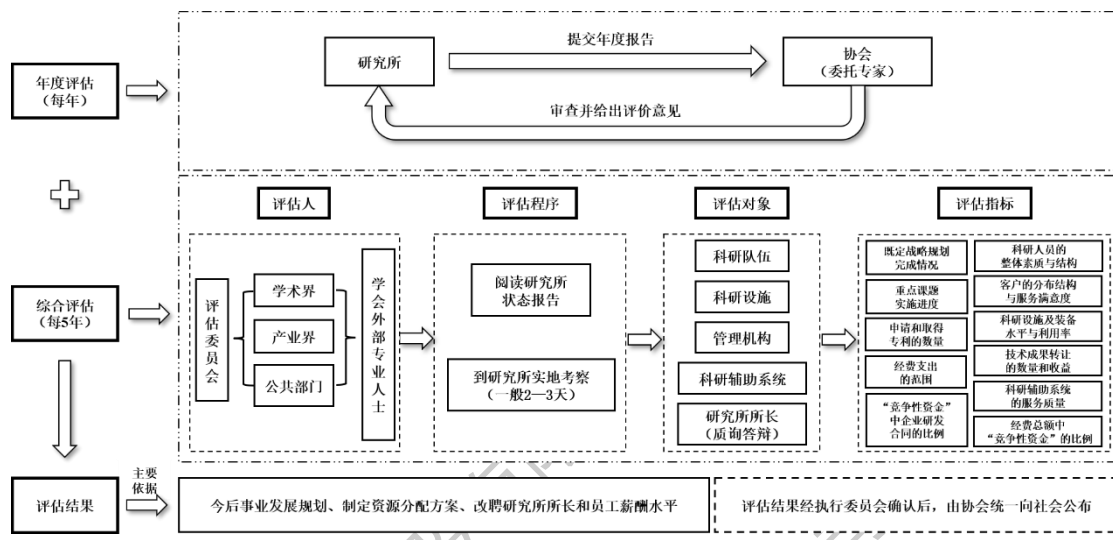 年度评估
（每年）
研究所
提交年度报告
协会
（委托专家）
审查并给出评价意见
综合评估
（每5年）
评估人
评估程序
评估对象
评估指标
评估委员会
学术界
产业界
公共部门
学会外部专业人士
阅读研究所
状态报告
到研究所实地考察
（一般2—3天）
科研队伍
科研设施
管理机构
科研辅助系统
研究所所长
（质询答辩）
既定战略规划
完成情况
重点课题
实施进度
申请和取得
专利的数量
经费支出
的范围
“竞争性资金”
中企业研发
合同的比例
科研人员的
整体素质与结构
客户的分布结构
与服务满意度
科研设施及装备
水平与利用率
技术成果转让
的数量和收益
科研辅助系统
的服务质量
经费总额中
“竞争性资金”的比例
评估结果
主要
依据
今后事业发展规划、制定资源分配方案、改聘研究所所长和员工薪酬水平
评估结果经执行委员会确认后，由协会统一向社会公布